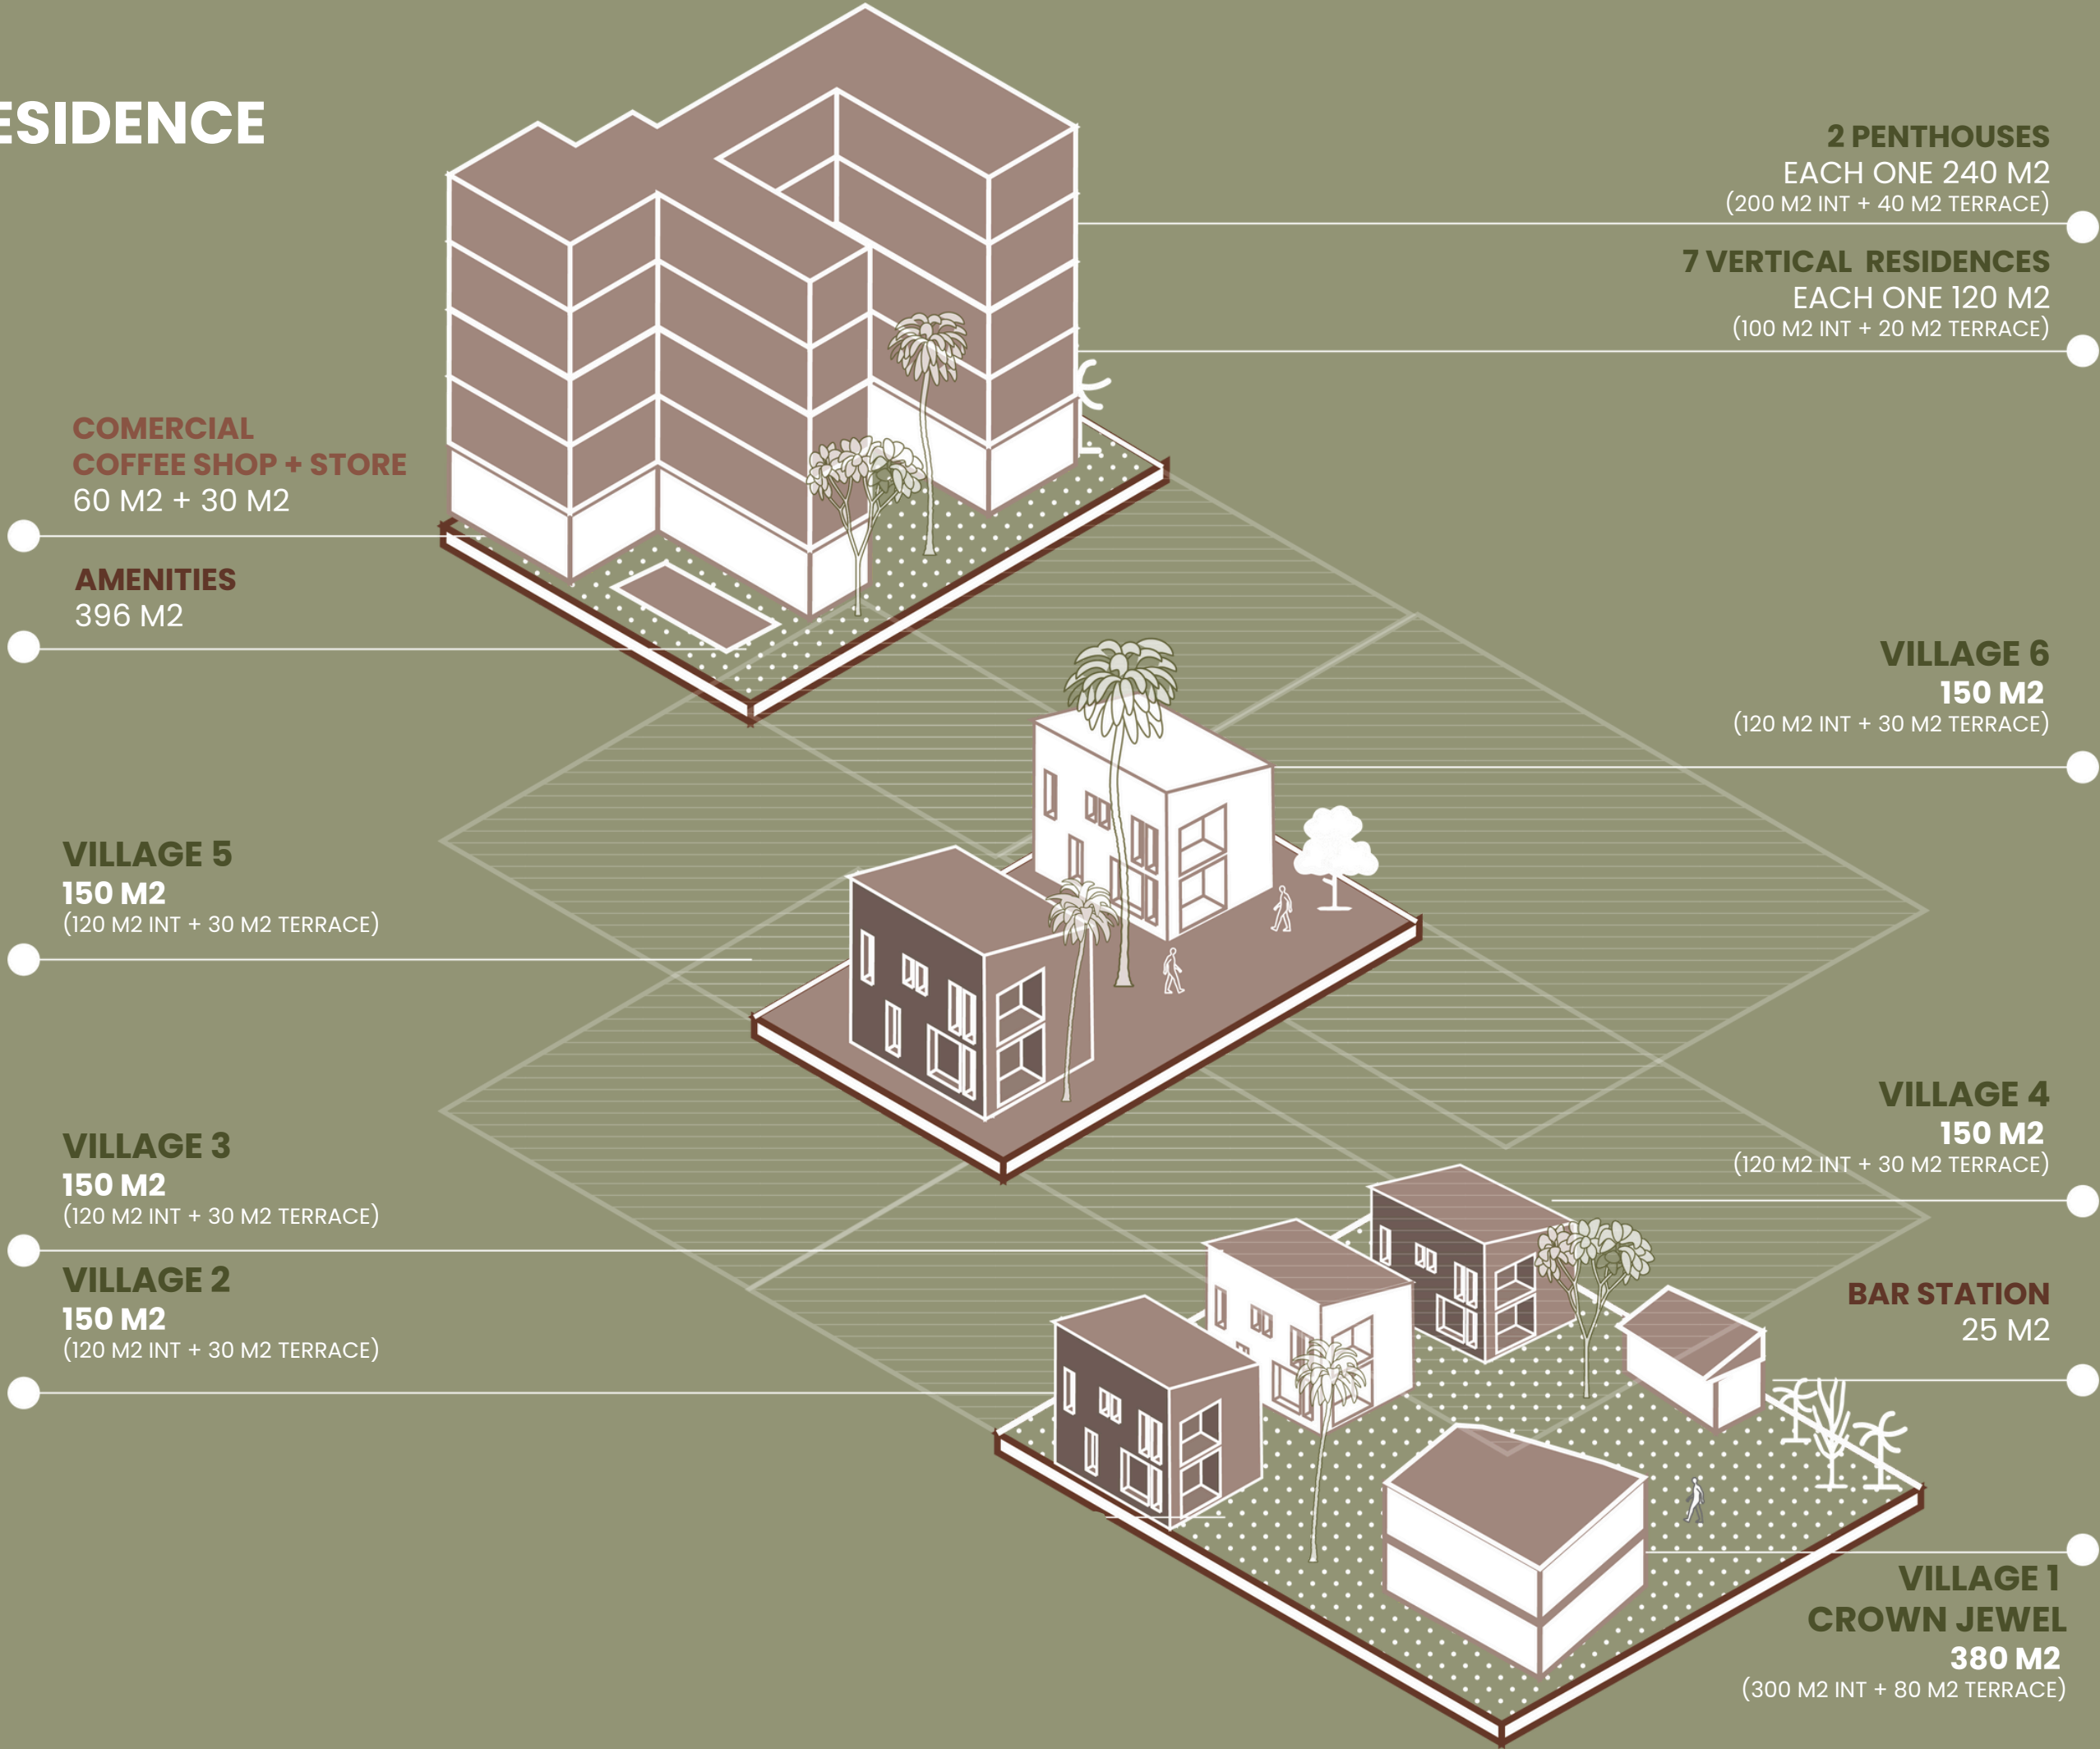 ESIDENCE
2 PENTHOUSES
EACH ONE 240 M2
(200 M2 INT + 40 M2 TERRACE)
7 VERTICAL RESIDENCES
EACH ONE 120 M2
(100 M2 INT + 20 M2 TERRACE)
COMERCIAL
COFFEE SHOP + STORE
60 M2 + 30 M2
AMENITIES
396 M2
VILLAGE 6
150 M2
(120 M2 INT + 30 M2 TERRACE)
VILLAGE 5
150 M2
(120 M2 INT + 30 M2 TERRACE)
VILLAGE 4
150 M2
(120 M2 INT + 30 M2 TERRACE)
VILLAGE 3
150 M2
(120 M2 INT + 30 M2 TERRACE)
VILLAGE 2
150 M2
(120 M2 INT + 30 M2 TERRACE)
BAR STATION
25 M2
VILLAGE 1
CROWN JEWEL
380 M2
(300 M2 INT + 80 M2 TERRACE)